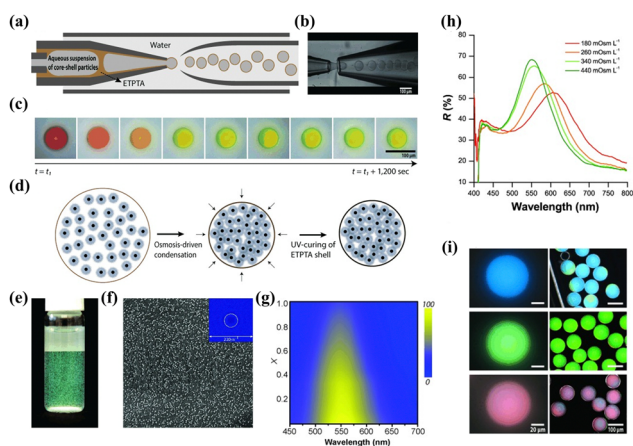 (a)
Water
Aqueous suspension
of core-shell particles
ETPTA
(b)
100 μm
(c)
100 μm
t = t₁
t = t₁ + 1,200 sec
(d)
Osmosis-driven
condensation
UV-curing of
ETPTA shell
(e)
(f)
(g)
X
1.0
0.8
0.6
0.4
0.2
0
450 500 550 600 650 700
Wavelength (nm)
100
0
(h)
R (%)
80
70
60
50
40
30
20
10
400 450 500 550 600 650 700 750 800
Wavelength (nm)
180 mOsm L⁻¹
260 mOsm L⁻¹
340 mOsm L⁻¹
440 mOsm L⁻¹
(i)
20 μm
100 μm